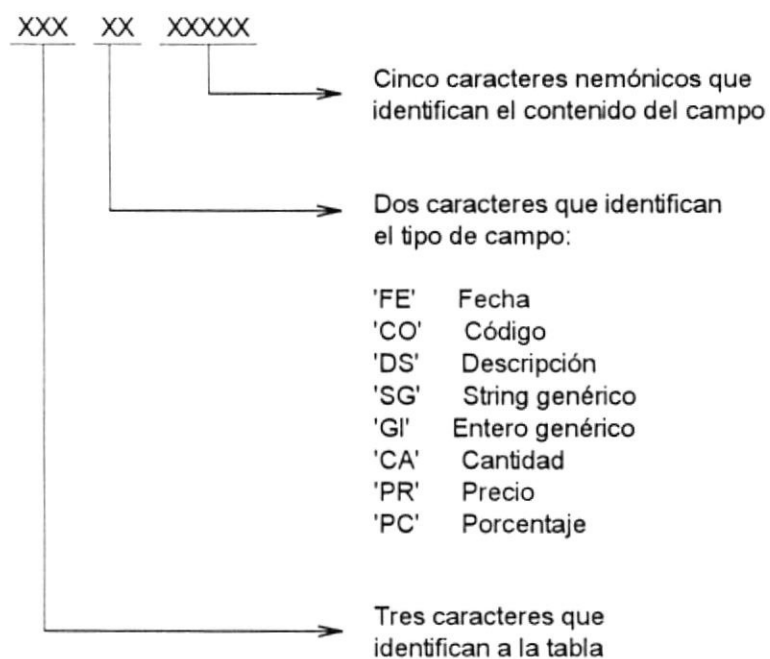 XXX XX XXXXX
Cinco caracteres nemónicos que
identifican el contenido del campo
Dos caracteres que identifican
el tipo de campo:
'FE' Fecha
'CO' Código
'DS' Descripción
'SG' String genérico
'GI' Entero genérico
'CA' Cantidad
'PR' Precio
'PC' Porcentaje
Tres caracteres que
identifican a la tabla